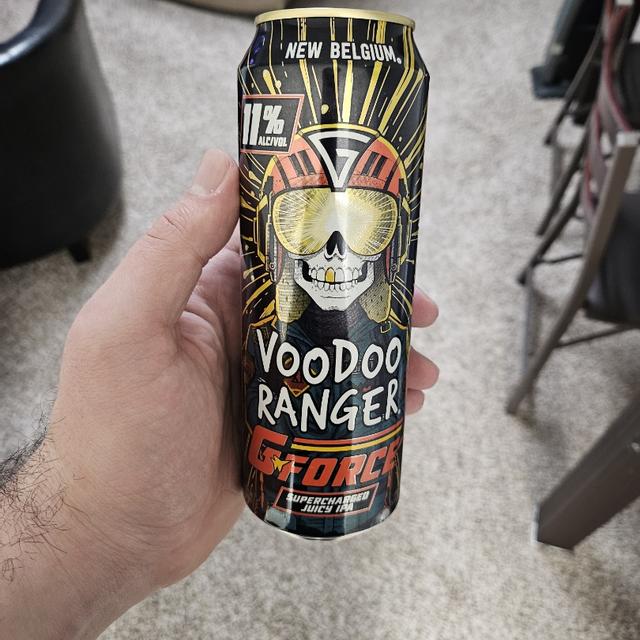 NEW BELGIUM®
11%
ALC/VOL
VOODOO
RANGER
G-FORCE
SUPERCHARGED
JUICY IPA